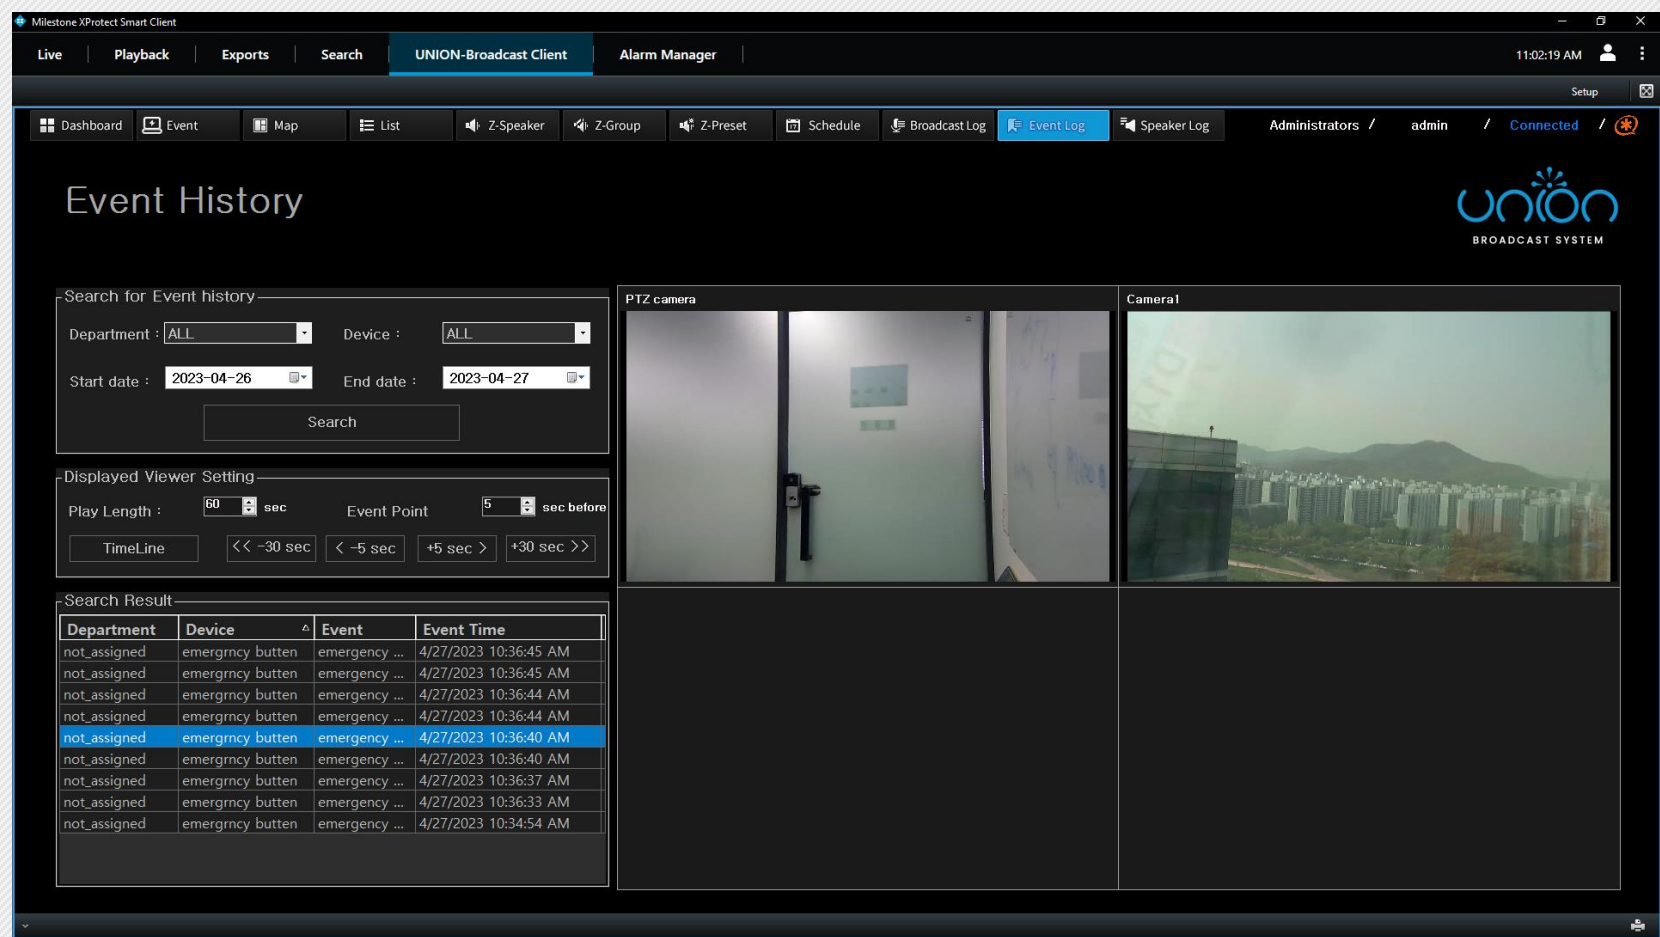 Milestone XProtect Smart Client
Live Playback Exports Search UNION-Broadcast Client Alarm Manager 11:02:19 AM
Setup
Dashboard Event Map List Z-Speaker Z-Group Z-Preset Schedule Broadcast Log Event Log Speaker Log Administrators / admin / Connected /
Event History
union
BROADCAST SYSTEM
Search for Event history
Department : ALL Device : ALL
Start date : 2023-04-26 End date : 2023-04-27
Search
Displayed Viewer Setting
Play Length : 60 sec Event Point 5 sec before
TimeLine << -30 sec < -5 sec +5 sec > +30 sec >>
Search Result
Department Device Event Event Time
not_assigned emergrncy butten emergency ... 4/27/2023 10:36:45 AM
not_assigned emergrncy butten emergency ... 4/27/2023 10:36:45 AM
not_assigned emergrncy butten emergency ... 4/27/2023 10:36:44 AM
not_assigned emergrncy butten emergency ... 4/27/2023 10:36:44 AM
not_assigned emergrncy butten emergency ... 4/27/2023 10:36:40 AM
not_assigned emergrncy butten emergency ... 4/27/2023 10:36:40 AM
not_assigned emergrncy butten emergency ... 4/27/2023 10:36:37 AM
not_assigned emergrncy butten emergency ... 4/27/2023 10:36:33 AM
not_assigned emergrncy butten emergency ... 4/27/2023 10:34:54 AM
PTZ camera
Camera1